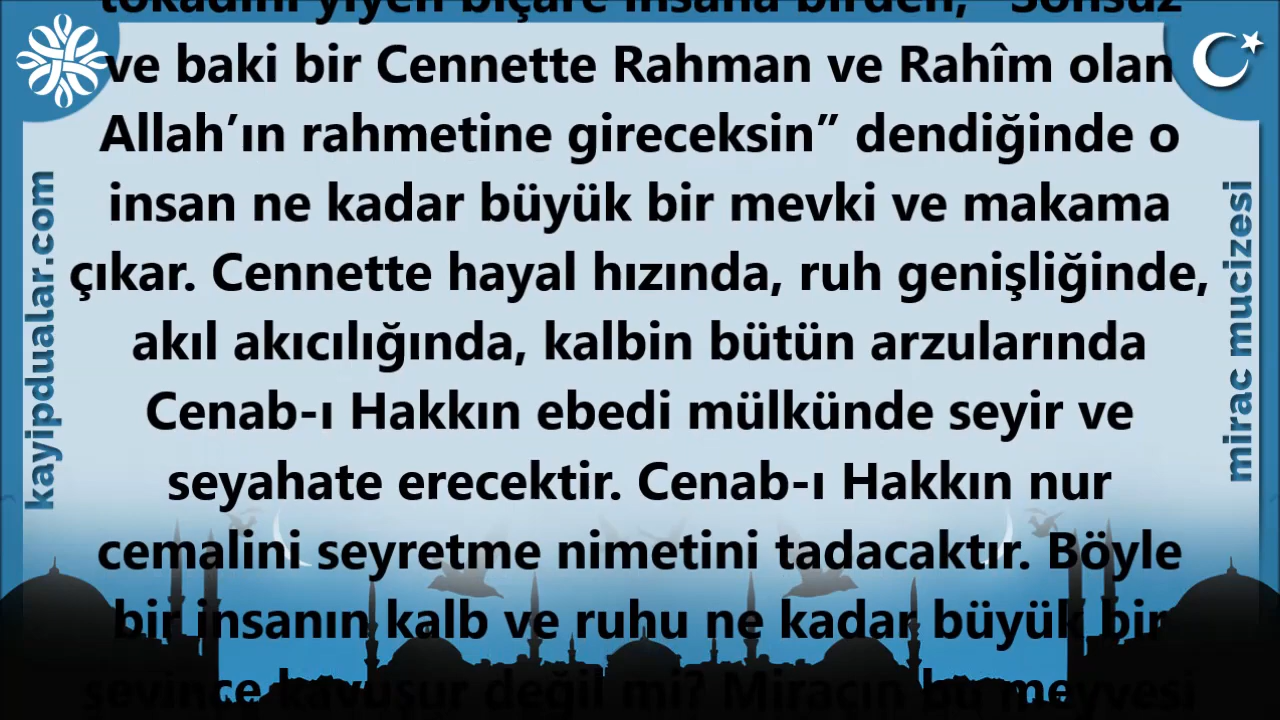 tokadını yiyen biçare insana birden, “Sonsuz
ve baki bir Cennette Rahman ve Rahîm olan
Allah’ın rahmetine gireceksin” dendiğinde o
insan ne kadar büyük bir mevki ve makama
çıkar. Cennette hayal hızında, ruh genişliğinde,
akıl akıcılığında, kalbin bütün arzularında
Cenab-ı Hakkın ebedi mülkünde seyir ve
seyahate erecektir. Cenab-ı Hakkın nur
cemalini seyretme nimetini tadacaktır. Böyle
bir insanın kalb ve ruhu ne kadar büyük bir
sevince kavuşur değil mi? Miraçın bu meyvesi
kayipdualar.com
mirac mucizesi